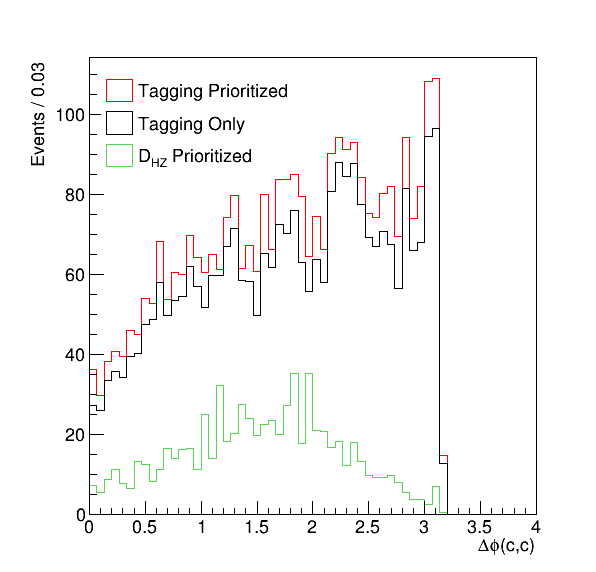 Events / 0.03
Tagging Prioritized
Tagging Only
D_HZ Prioritized
100
80
60
40
20
0
0 0.5 1 1.5 2 2.5 3 3.5 4
Δϕ(c,c)